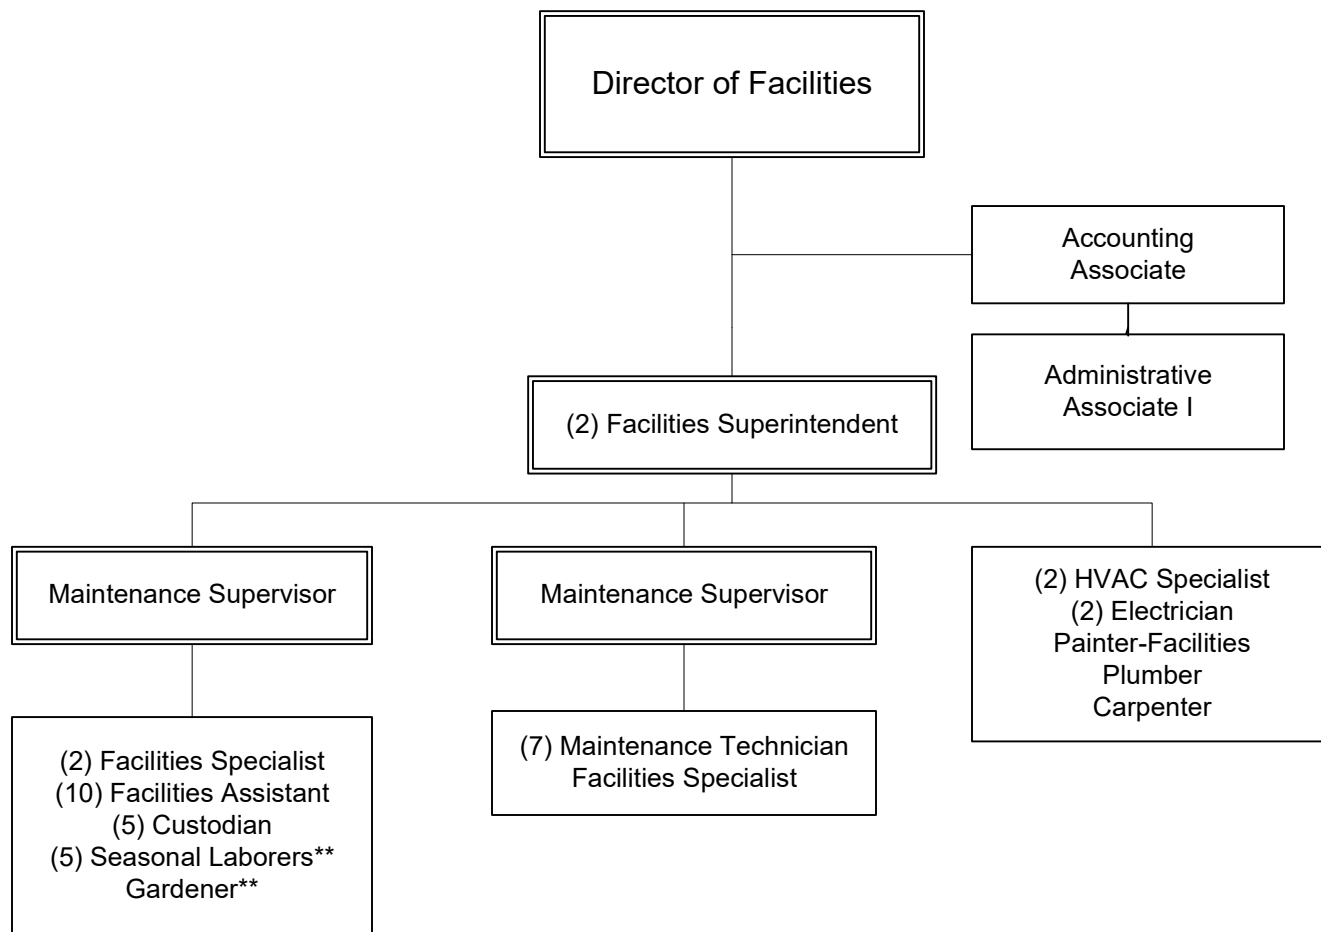 Director of Facilities
Accounting
Associate
Administrative
Associate I
(2) Facilities Superintendent
Maintenance Supervisor
Maintenance Supervisor
(2) HVAC Specialist
(2) Electrician
Painter-Facilities
Plumber
Carpenter
(2) Facilities Specialist
(10) Facilities Assistant
(5) Custodian
(5) Seasonal Laborers**
Gardener**
(7) Maintenance Technician
Facilities Specialist